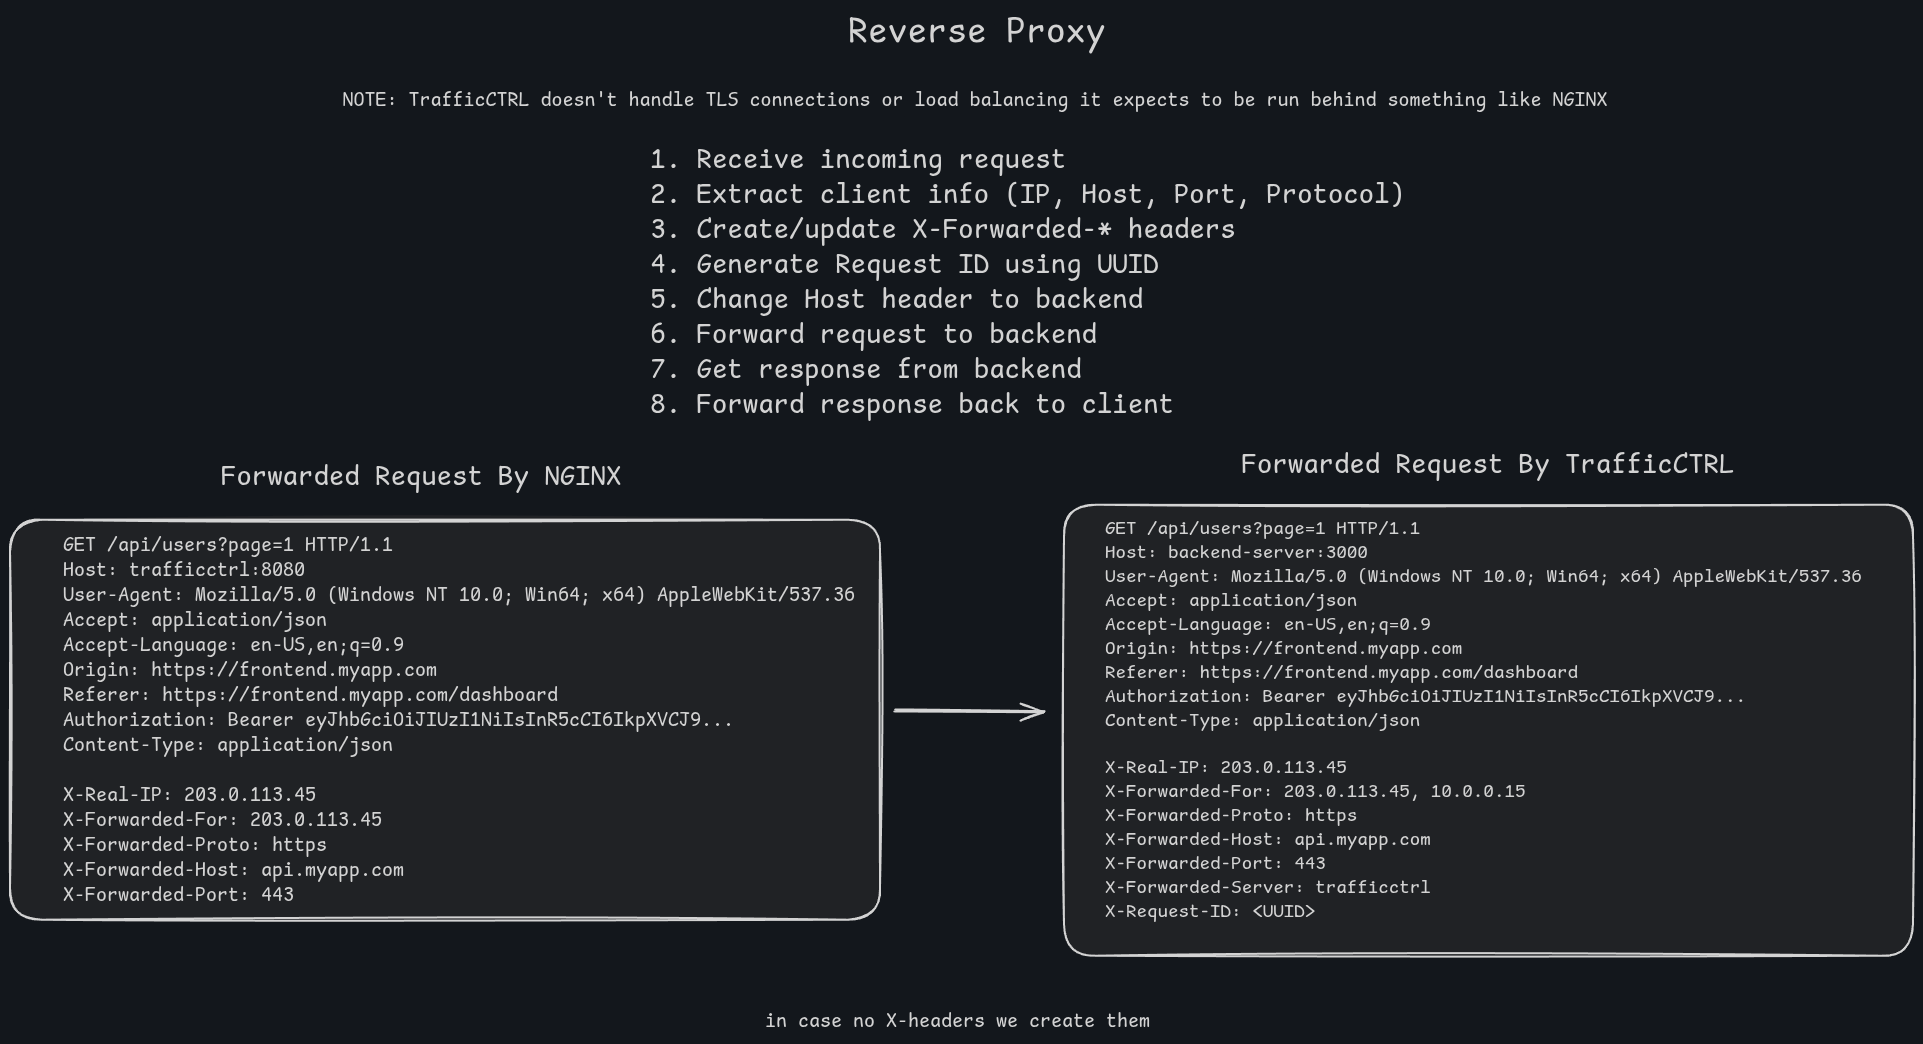 Reverse Proxy
NOTE: TrafficCTRL doesn't handle TLS connections or load balancing it expects to be run behind something like NGINX
1. Receive incoming request
2. Extract client info (IP, Host, Port, Protocol)
3. Create/update X-Forwarded-* headers
4. Generate Request ID using UUID
5. Change Host header to backend
6. Forward request to backend
7. Get response from backend
8. Forward response back to client
Forwarded Request By NGINX
GET /api/users?page=1 HTTP/1.1
Host: trafficctrl:8080
User-Agent: Mozilla/5.0 (Windows NT 10.0; Win64; x64) AppleWebKit/537.36
Accept: application/json
Accept-Language: en-US,en;q=0.9
Origin: https://frontend.myapp.com
Referer: https://frontend.myapp.com/dashboard
Authorization: Bearer eyJhbGciOiJIUzI1NiIsInR5cCI6IkpXVCJ9...
Content-Type: application/json
X-Real-IP: 203.0.113.45
X-Forwarded-For: 203.0.113.45
X-Forwarded-Proto: https
X-Forwarded-Host: api.myapp.com
X-Forwarded-Port: 443
Forwarded Request By TrafficCTRL
GET /api/users?page=1 HTTP/1.1
Host: backend-server:3000
User-Agent: Mozilla/5.0 (Windows NT 10.0; Win64; x64) AppleWebKit/537.36
Accept: application/json
Accept-Language: en-US,en;q=0.9
Origin: https://frontend.myapp.com
Referer: https://frontend.myapp.com/dashboard
Authorization: Bearer eyJhbGciOiJIUzI1NiIsInR5cCI6IkpXVCJ9...
Content-Type: application/json
X-Real-IP: 203.0.113.45
X-Forwarded-For: 203.0.113.45, 10.0.0.15
X-Forwarded-Proto: https
X-Forwarded-Host: api.myapp.com
X-Forwarded-Port: 443
X-Forwarded-Server: trafficctrl
X-Request-ID: <UUID>
in case no X-headers we create them